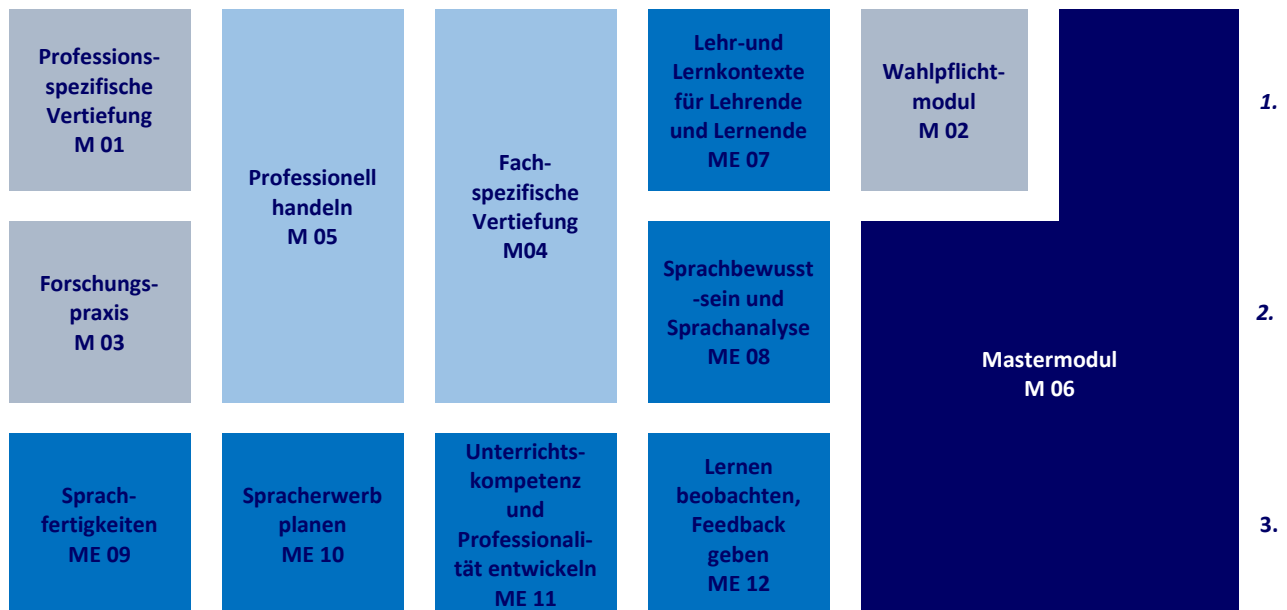 Professions-
spezifische
Vertiefung
M 01
Professionell
handeln
M 05
Fach-
spezifische
Vertiefung
M04
Lehr-und
Lernkontexte
für Lehrende
und Lernende
ME 07
Wahlpflicht-
modul
M 02
1.
Forschungs-
praxis
M 03
Sprachbewusst
-sein und
Sprachanalyse
ME 08
Mastermodul
M 06
2.
Sprach-
fertigkeiten
ME 09
Spracherwerb
planen
ME 10
Unterrichts-
kompetenz
und
Professionali-
tät entwickeln
ME 11
Lernen
beobachten,
Feedback
geben
ME 12
3.